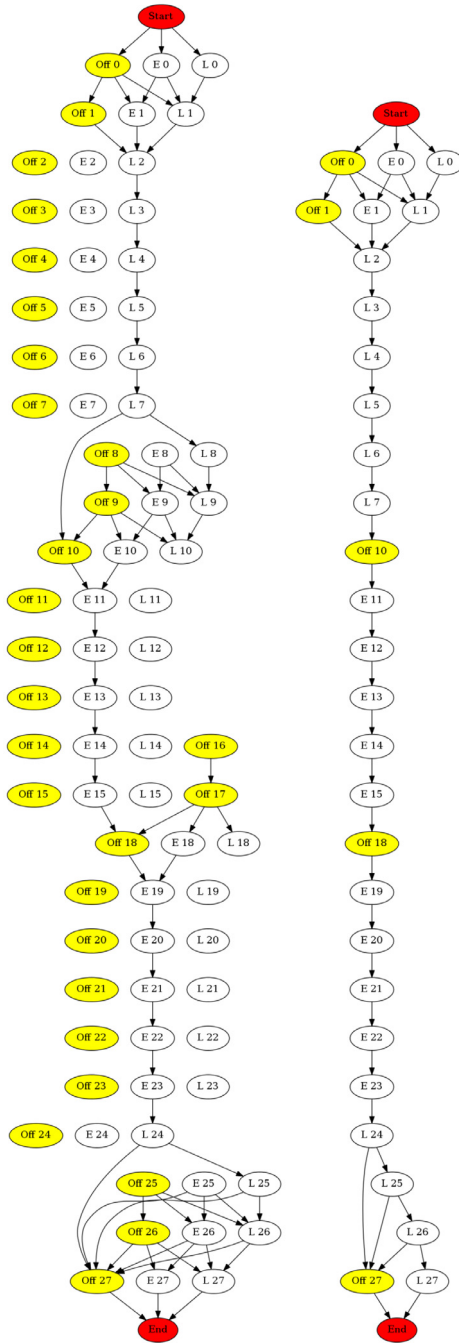 Start
Off 0 E 0 L 0
Off 1 E 1 L 1 Start
Off 2 E 2 L 2 Off 0 E 0 L 0
Off 3 E 3 L 3 Off 1 E 1 L 1
Off 4 E 4 L 4 L 2
Off 5 E 5 L 5 L 3
Off 6 E 6 L 6 L 4
Off 7 E 7 L 7 L 5
Off 8 E 8 L 8 L 6
Off 9 E 9 L 9 L 7
Off 10 E 10 L 10 Off 10
Off 11 E 11 L 11 E 11
Off 12 E 12 L 12 E 12
Off 13 E 13 L 13 E 13
Off 14 E 14 L 14 Off 16 E 14
Off 15 E 15 L 15 Off 17 E 15
Off 18 E 18 L 18 Off 18
Off 19 E 19 L 19 E 19
Off 20 E 20 L 20 E 20
Off 21 E 21 L 21 E 21
Off 22 E 22 L 22 E 22
Off 23 E 23 L 23 E 23
Off 24 E 24 L 24 L 24
Off 25 E 25 L 25 L 25
Off 26 E 26 L 26 L 26
Off 27 E 27 L 27 Off 27 L 27
End End